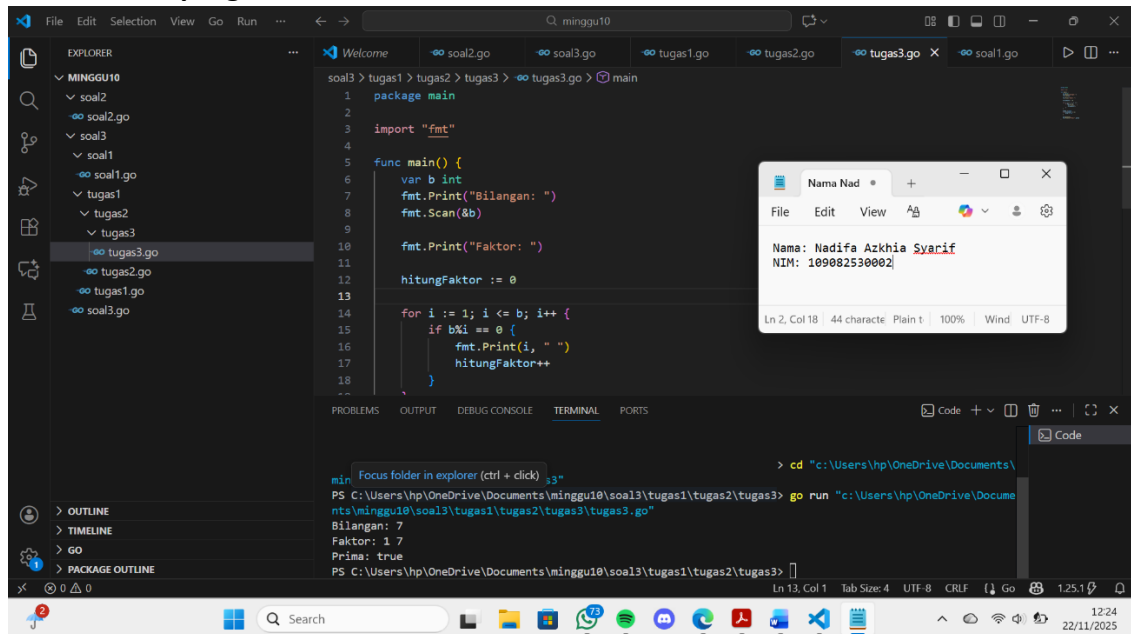 File Edit Selection View Go Run ... minggu10
EXPLORER ...
MINGGU10
soal2
soal2.go
soal3
soal1
soal1.go
tugas1
tugas2
tugas3
tugas3.go
tugas2.go
tugas1.go
soal3.go
OUTLINE
TIMELINE
GO
PACKAGE OUTLINE
Welcome soal2.go soal3.go tugas1.go tugas2.go tugas3.go soal1.go
soal3 > tugas1 > tugas2 > tugas3 > tugas3.go > main
1 package main
2
3 import "fmt"
4
5 func main() {
6 var b int
7 fmt.Print("Bilangan: ")
8 fmt.Scan(&b)
9
10 fmt.Print("Faktor: ")
11
12 hitungFaktor := 0
13
14 for i := 1; i <= b; i++ {
15 if b%i == 0 {
16 fmt.Print(i, " ")
17 hitungFaktor++
18 }
Nama Nad
File Edit View
Nama: Nadifa Azkhia Syarif
NIM: 109082530002
Ln 2, Col 18 44 characte Plain t 100% Wind UTF-8
PROBLEMS OUTPUT DEBUG CONSOLE TERMINAL PORTS
Code
Code
> cd "c:\Users\hp\OneDrive\Documents\
min s3"
Focus folder in explorer (ctrl + click)
PS C:\Users\hp\OneDrive\Documents\minggu10\soal3\tugas1\tugas2\tugas3> go run "c:\Users\hp\OneDrive\Docume
nts\minggu10\soal3\tugas1\tugas2\tugas3\tugas3.go"
Bilangan: 7
Faktor: 1 7
Prima: true
PS C:\Users\hp\OneDrive\Documents\minggu10\soal3\tugas1\tugas2\tugas3>
0 0 Ln 13, Col 1 Tab Size: 4 UTF-8 CRLF Go 1.25.1
2 Search 73 12:24
22/11/2025